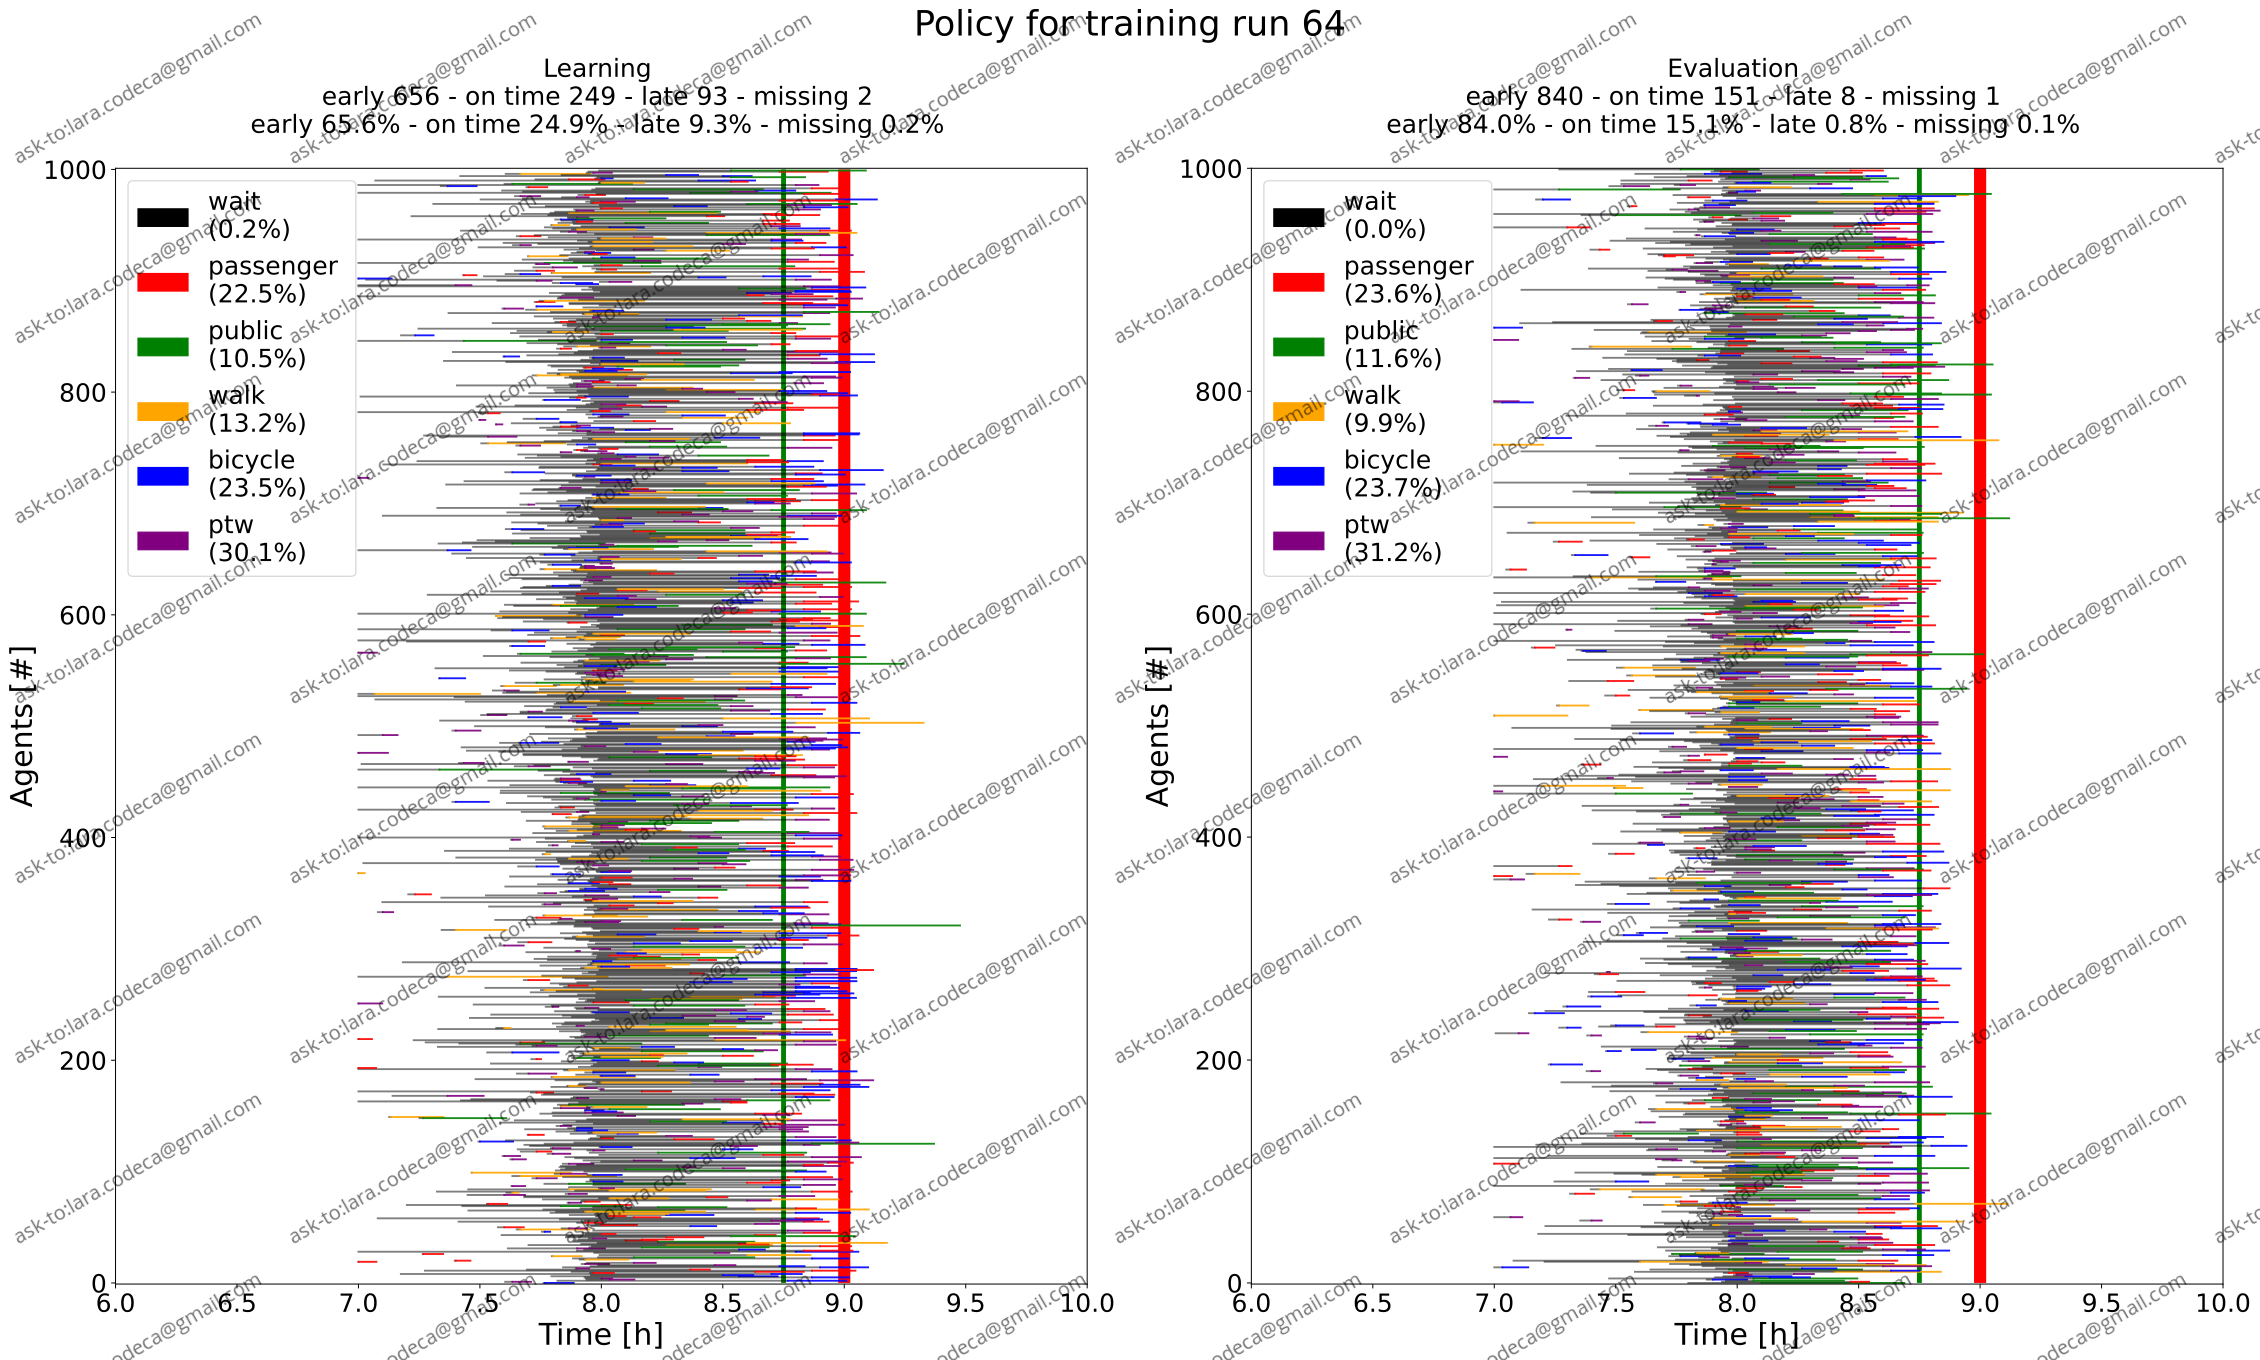 Policy for training run 64
Learning
early 656 - on time 249 - late 93 - missing 2
early 65.6% - on time 24.9% - late 9.3% - missing 0.2%
1000
800
600
400
200
0
Agents [#]
wait
(0.2%)
passenger
(22.5%)
public
(10.5%)
walk
(13.2%)
bicycle
(23.5%)
ptw
(30.1%)
6.0 6.5 7.0 7.5 8.0 8.5 9.0 9.5 10.0
Time [h]
Evaluation
early 840 - on time 151 - late 8 - missing 1
early 84.0% - on time 15.1% - late 0.8% - missing 0.1%
1000
800
600
400
200
0
Agents [#]
wait
(0.0%)
passenger
(23.6%)
public
(11.6%)
walk
(9.9%)
bicycle
(23.7%)
ptw
(31.2%)
6.0 6.5 7.0 7.5 8.0 8.5 9.0 9.5 10.0
Time [h]
ask-to:lara.codeca@gmail.com